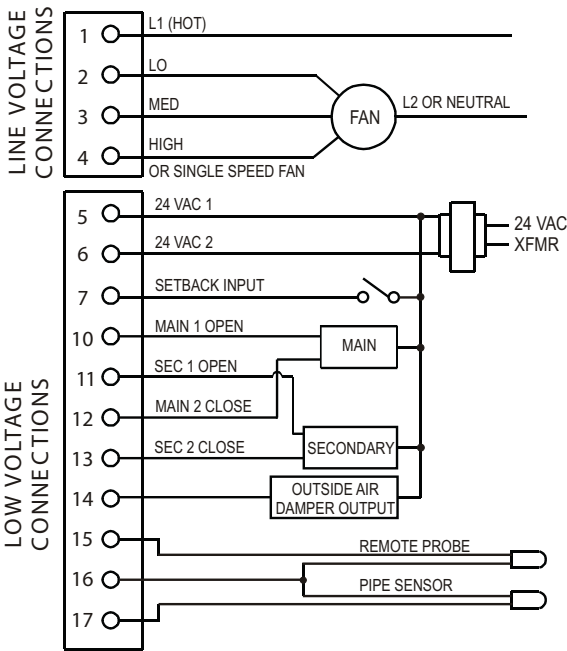 LINE VOLTAGE
CONNECTIONS
1 L1 (HOT)
2 LO
3 MED
4 HIGH
OR SINGLE SPEED FAN
FAN
L2 OR NEUTRAL
LOW VOLTAGE
CONNECTIONS
5 24 VAC 1
6 24 VAC 2
24 VAC
XFMR
7 SETBACK INPUT
10 MAIN 1 OPEN
MAIN
11 SEC 1 OPEN
12 MAIN 2 CLOSE
13 SEC 2 CLOSE
SECONDARY
14
OUTSIDE AIR
DAMPER OUTPUT
15
REMOTE PROBE
16
PIPE SENSOR
17